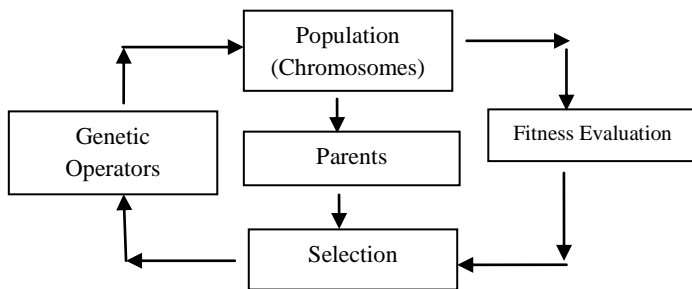 Population
(Chromosomes)
Genetic
Operators
Parents
Fitness Evaluation
Selection